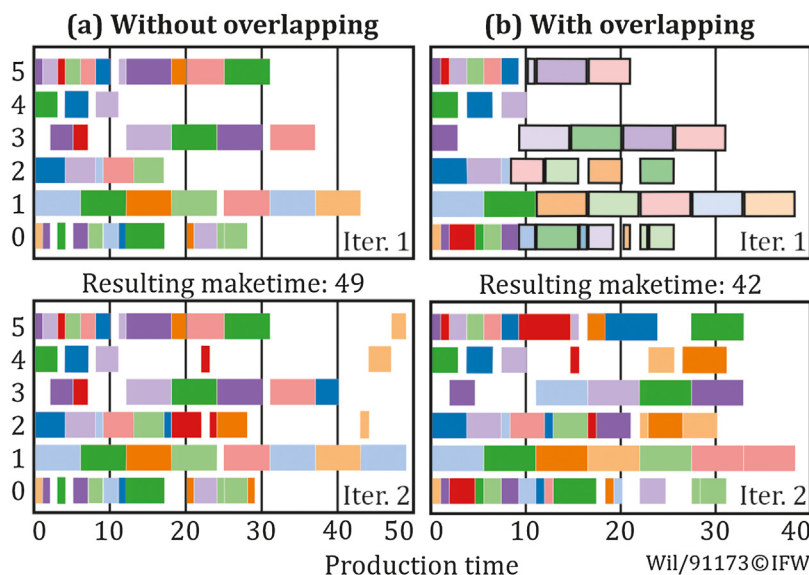 (a) Without overlapping
(b) With overlapping
5
4
3
2
1
0
Iter. 1
Iter. 1
Resulting maketime: 49
Resulting maketime: 42
5
4
3
2
1
0
Iter. 2
Iter. 2
0 10 20 30 40 50
0 10 20 30 40
Production time
Wil/91173©IFW